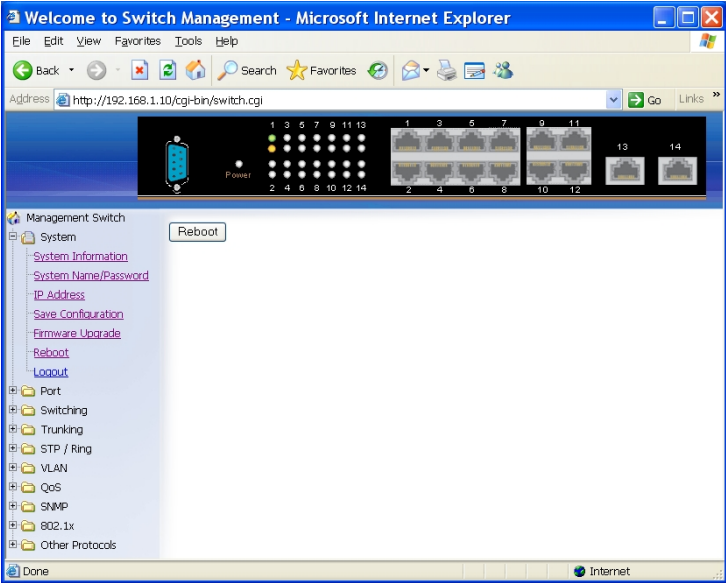 Welcome to Switch Management - Microsoft Internet Explorer
File Edit View Favorites Tools Help
Back Search Favorites
Address http://192.168.1.10/cgi-bin/switch.cgi Go Links »
1 3 5 7 9 11 13
1 3 5 7 9 11
13 14
Power
2 4 6 8 10 12 14
2 4 6 8 10 12
Management Switch
System
Reboot
System Information
System Name/Password
IP Address
Save Configuration
Firmware Upgrade
Reboot
Logout
Port
Switching
Trunking
STP / Ring
VLAN
QoS
SNMP
802.1x
Other Protocols
Done Internet